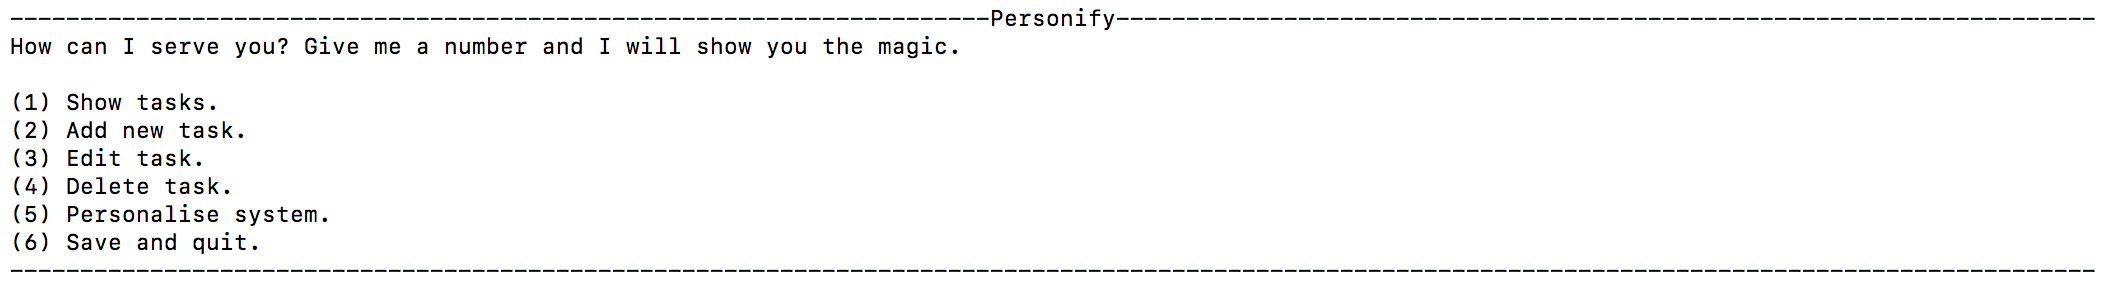 ----------------------------------------------------------------------Personify----------------------------------------------------------------------
How can I serve you? Give me a number and I will show you the magic.

(1) Show tasks.
(2) Add new task.
(3) Edit task.
(4) Delete task.
(5) Personalise system.
(6) Save and quit.
-----------------------------------------------------------------------------------------------------------------------------------------------------